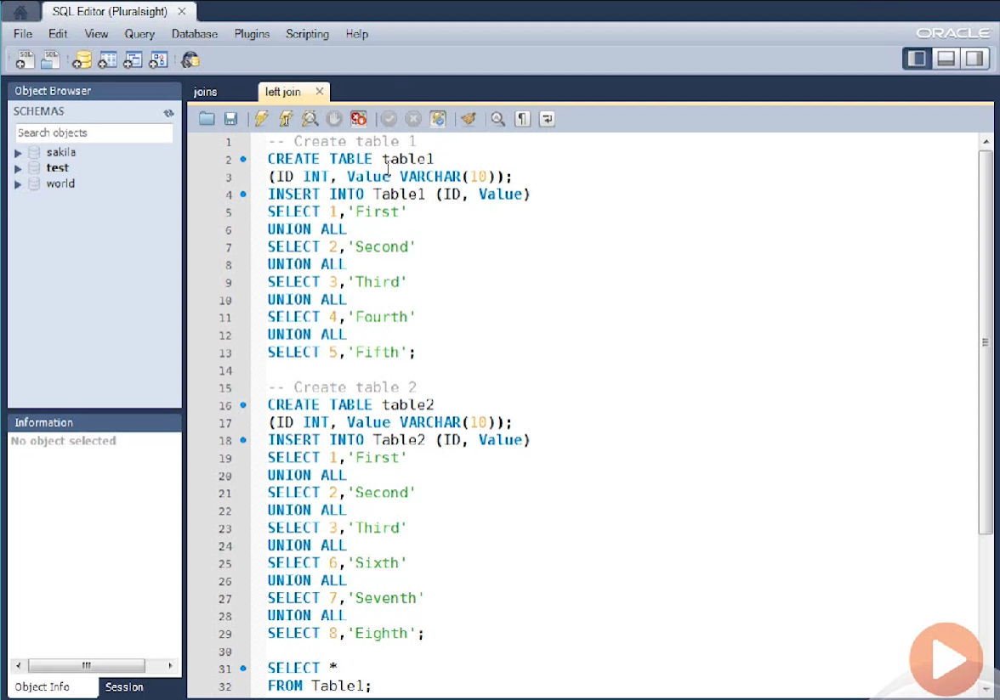 SQL Editor (Pluralsight) ×
File Edit View Query Database Plugins Scripting Help
ORACLE
SQL SQL
Object Browser
SCHEMAS
Search objects
sakila
test
world
Information
No object selected
Object Info Session
joins left join ×
1 -- Create table 1
2 CREATE TABLE table1
3 (ID INT, Value VARCHAR(10));
4 INSERT INTO Table1 (ID, Value)
5 SELECT 1,'First'
6 UNION ALL
7 SELECT 2,'Second'
8 UNION ALL
9 SELECT 3,'Third'
10 UNION ALL
11 SELECT 4,'Fourth'
12 UNION ALL
13 SELECT 5,'Fifth';
14
15 -- Create table 2
16 CREATE TABLE table2
17 (ID INT, Value VARCHAR(10));
18 INSERT INTO Table2 (ID, Value)
19 SELECT 1,'First'
20 UNION ALL
21 SELECT 2,'Second'
22 UNION ALL
23 SELECT 3,'Third'
24 UNION ALL
25 SELECT 6,'Sixth'
26 UNION ALL
27 SELECT 7,'Seventh'
28 UNION ALL
29 SELECT 8,'Eighth';
30
31 SELECT *
32 FROM Table1;